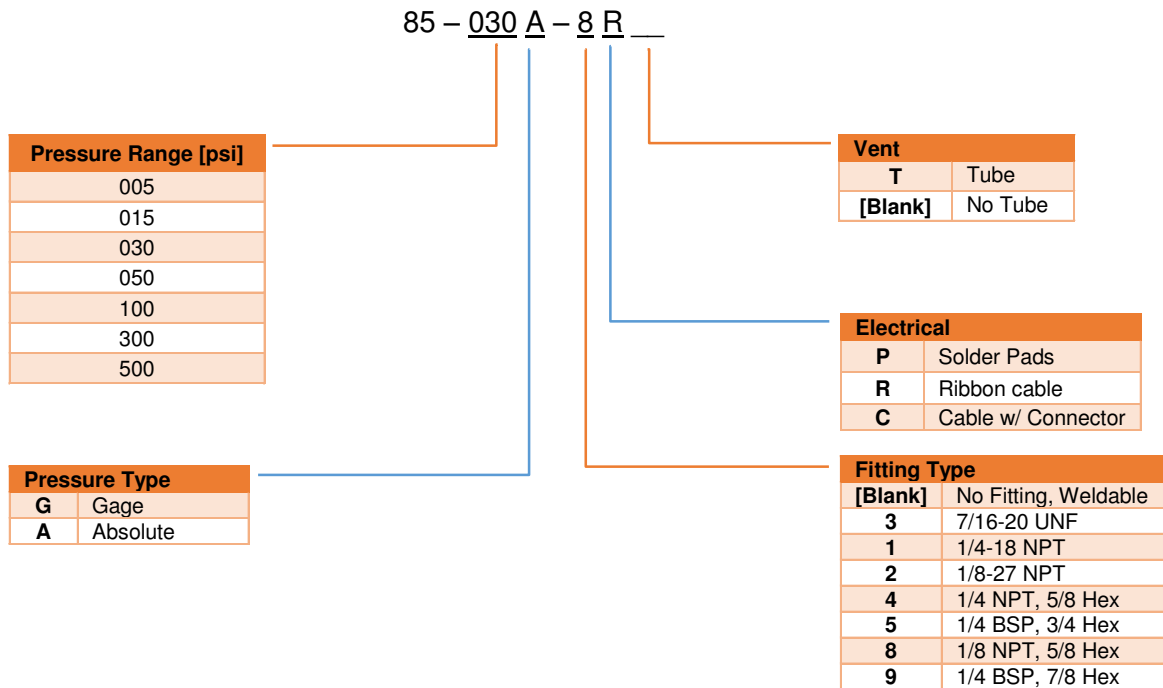 85 – 030 A – 8 R __
Pressure Range [psi]
005
015
030
050
100
300
500
Pressure Type
G Gage
A Absolute
Vent
T Tube
[Blank] No Tube
Electrical
P Solder Pads
R Ribbon cable
C Cable w/ Connector
Fitting Type
[Blank] No Fitting, Weldable
3 7/16-20 UNF
1 1/4-18 NPT
2 1/8-27 NPT
4 1/4 NPT, 5/8 Hex
5 1/4 BSP, 3/4 Hex
8 1/8 NPT, 5/8 Hex
9 1/4 BSP, 7/8 Hex